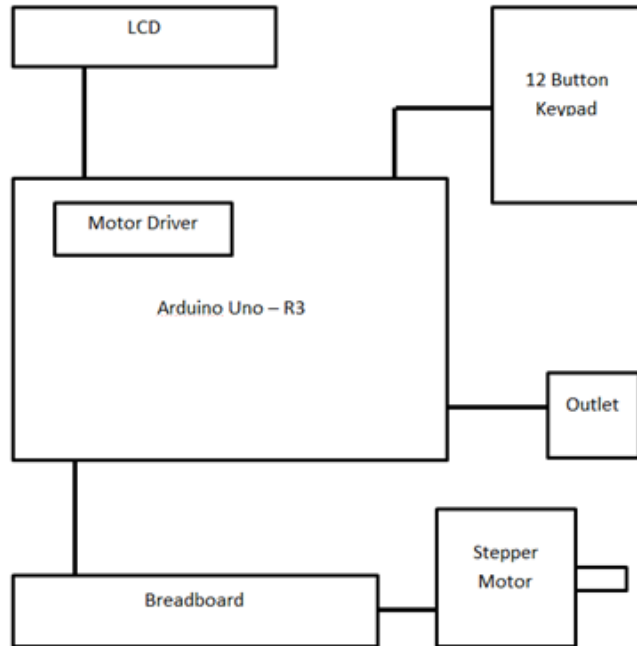 LCD
12 Button
Keypad
Motor Driver
Arduino Uno – R3
Outlet
Stepper
Motor
Breadboard